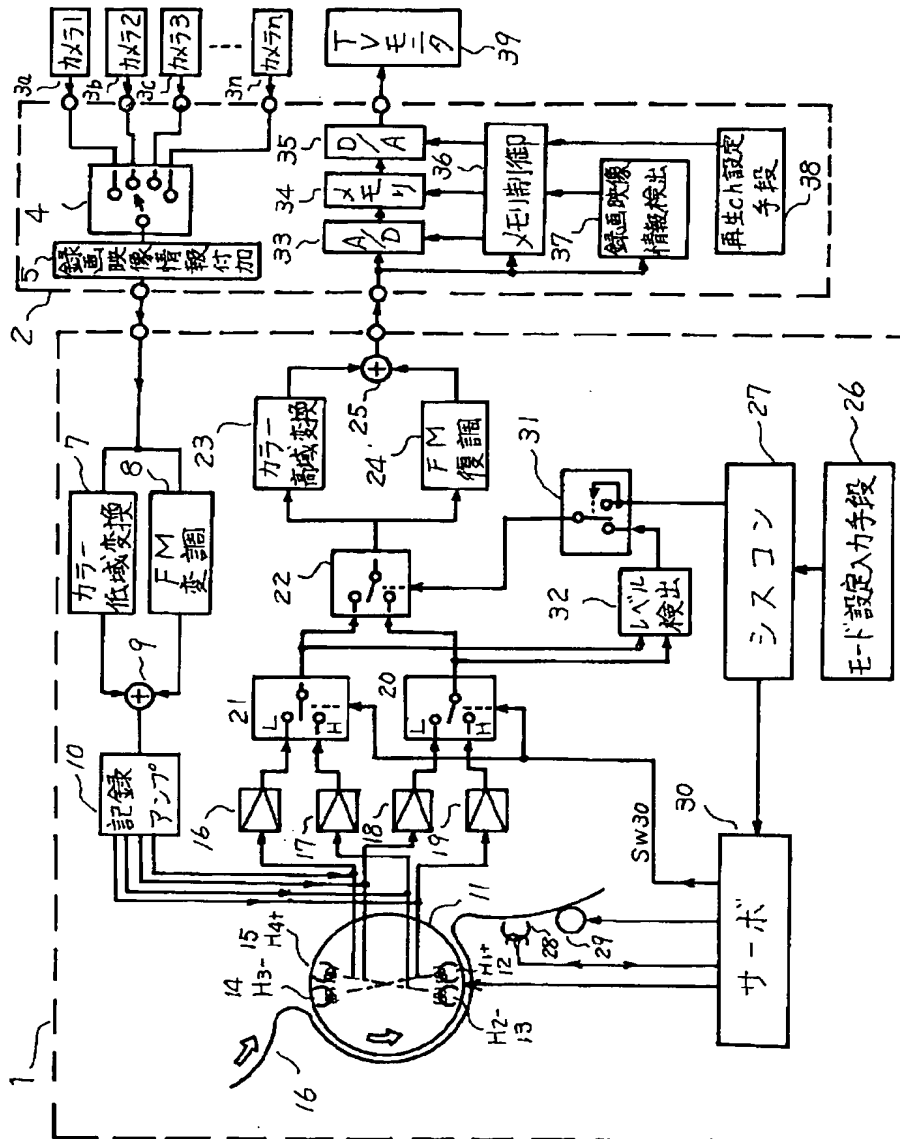 カメラ1
カメラ2
カメラ3
カメラn
3a
3b
3c
3n
4
5
録画映像情報付加
2
TVモニタ
39
D/A
35
メモリ
34
A/D
33
メモリ制御
36
録画映像
情報検出
37
再生ch設定
手段
38
1
カラー
低域変換
7
FM
変調
8
9
記録
アンプ
10
カラー
高域変換
23
FM
復調
24
25
22
31
レベル
検出
32
21
L
H
20
L
H
16
17
18
19
SW30
15
H4+
14
H3-
11
H1+
12
H2-
13
28
29
16
サーボ
30
シスコン
27
モード設定入力手段
26